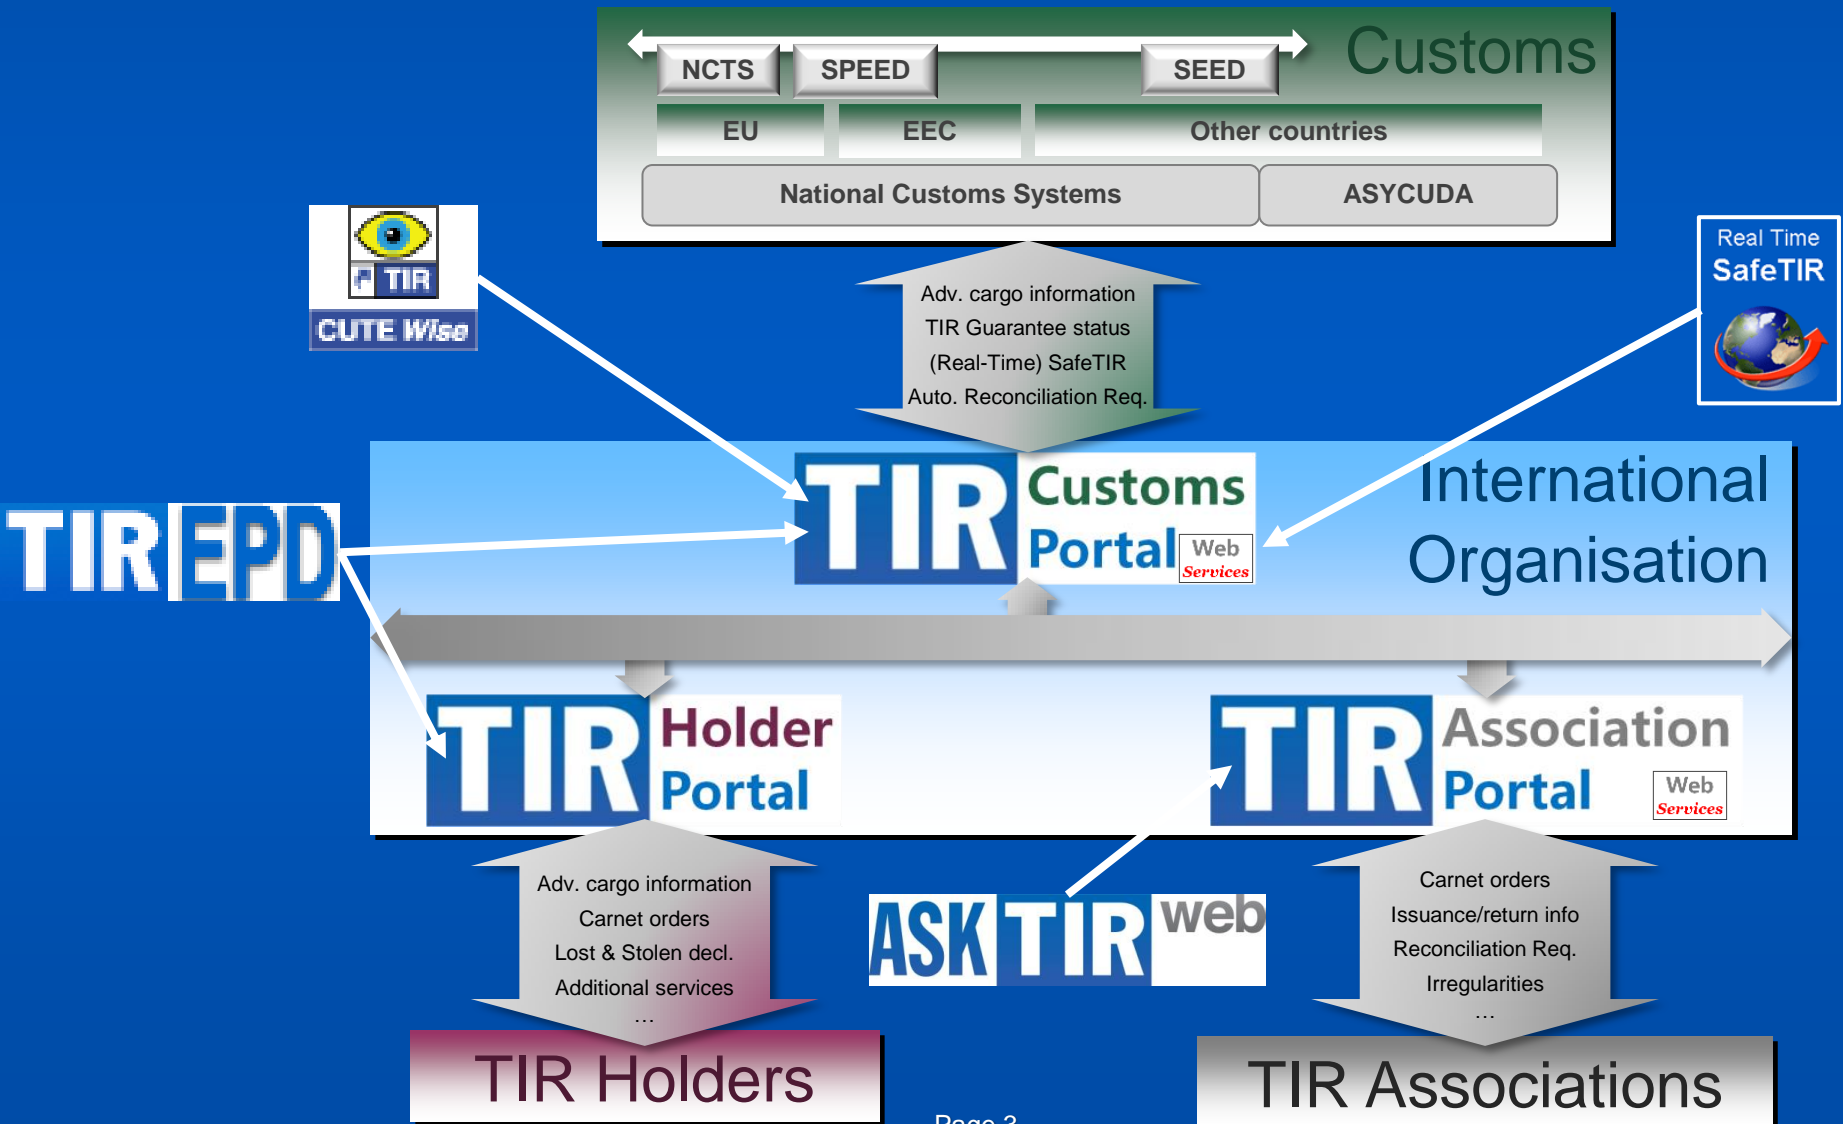 Customs
NCTS
SPEED
SEED
EU
EEC
Other countries
National Customs Systems
ASYCUDA
TIR
CUTE Wise
Real Time
SafeTIR
Adv. cargo information
TIR Guarantee status
(Real-Time) SafeTIR
Auto. Reconciliation Req.
International
Organisation
TIR Customs
Portal
Web
Services
TIR EPD
TIR Holder
Portal
TIR Association
Portal
Web
Services
Adv. cargo information
Carnet orders
Lost & Stolen decl.
Additional services
…
ASKTIR web
Carnet orders
Issuance/return info
Reconciliation Req.
Irregularities
…
TIR Holders
TIR Associations
Page 3